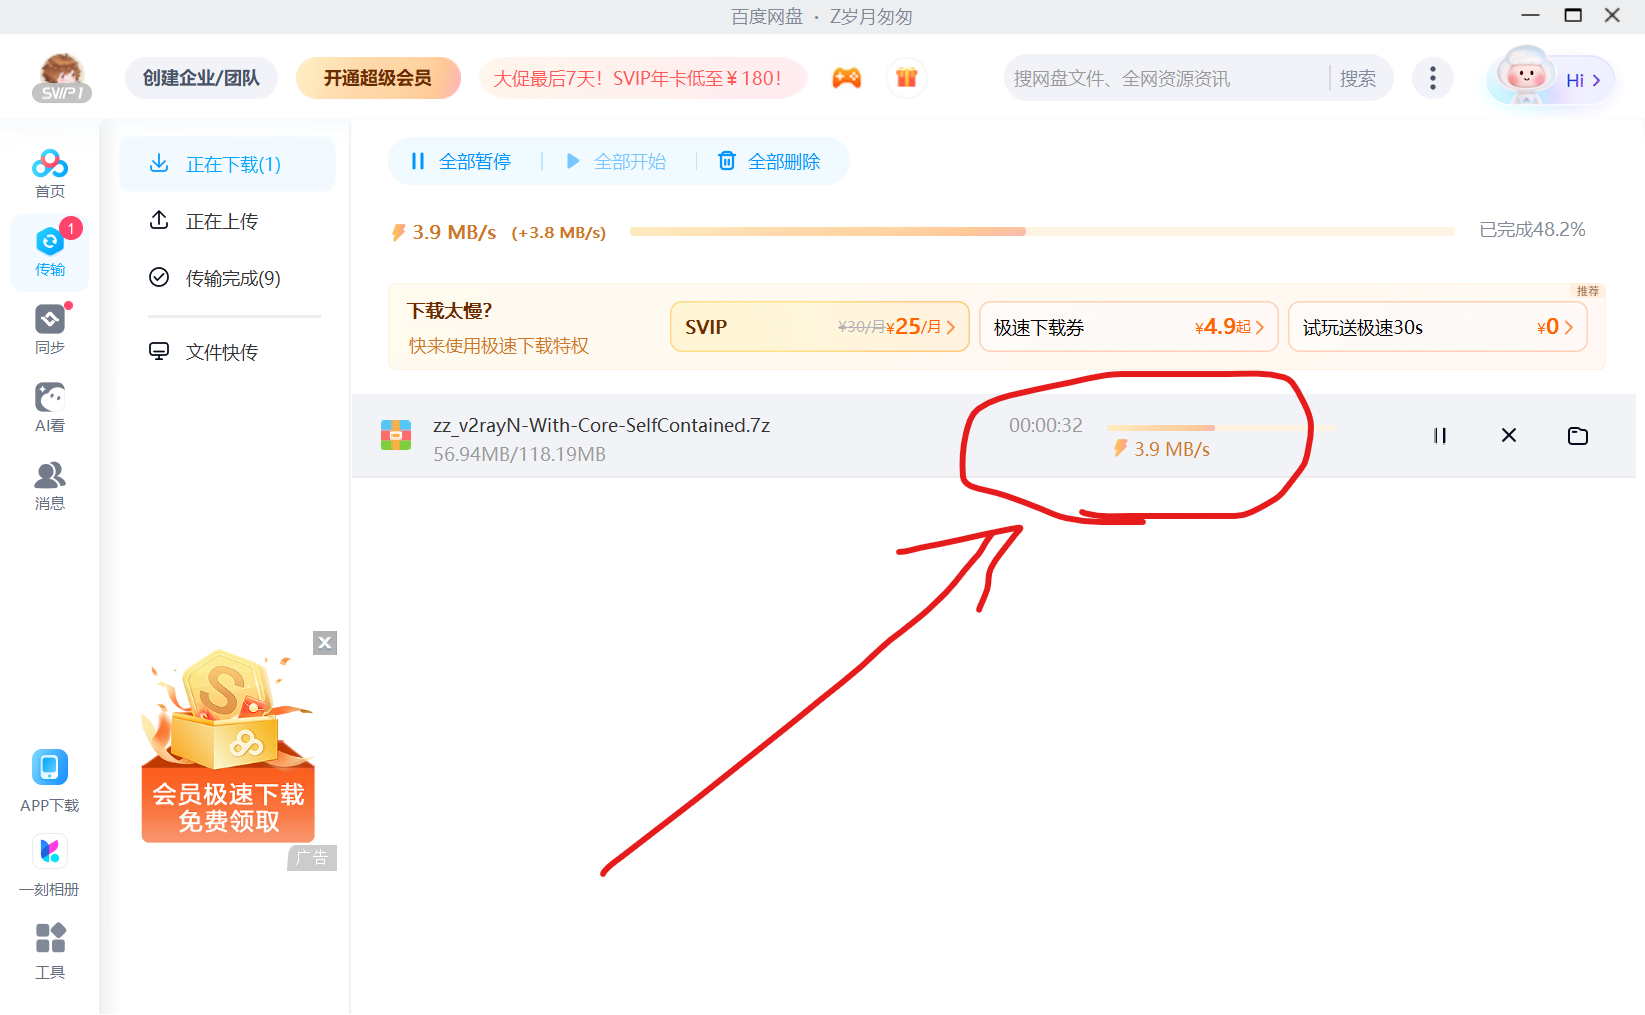 百度网盘 · Z岁月匆匆
SVIP1
创建企业/团队
开通超级会员
大促最后7天！SVIP年卡低至￥180！
搜网盘文件、全网资源资讯
搜索
Hi
首页
1
传输
同步
AI看
消息
APP下载
一刻相册
工具
正在下载(1)
正在上传
传输完成(9)
文件快传
会员极速下载
免费领取
广告
全部暂停
全部开始
全部删除
3.9 MB/s (+3.8 MB/s)
已完成48.2%
推荐
下载太慢？
快来使用极速下载特权
SVIP ¥30/月¥25/月
极速下载券 ¥4.9起
试玩送极速30s ¥0
zz_v2rayN-With-Core-SelfContained.7z
56.94MB/118.19MB
00:00:32
3.9 MB/s